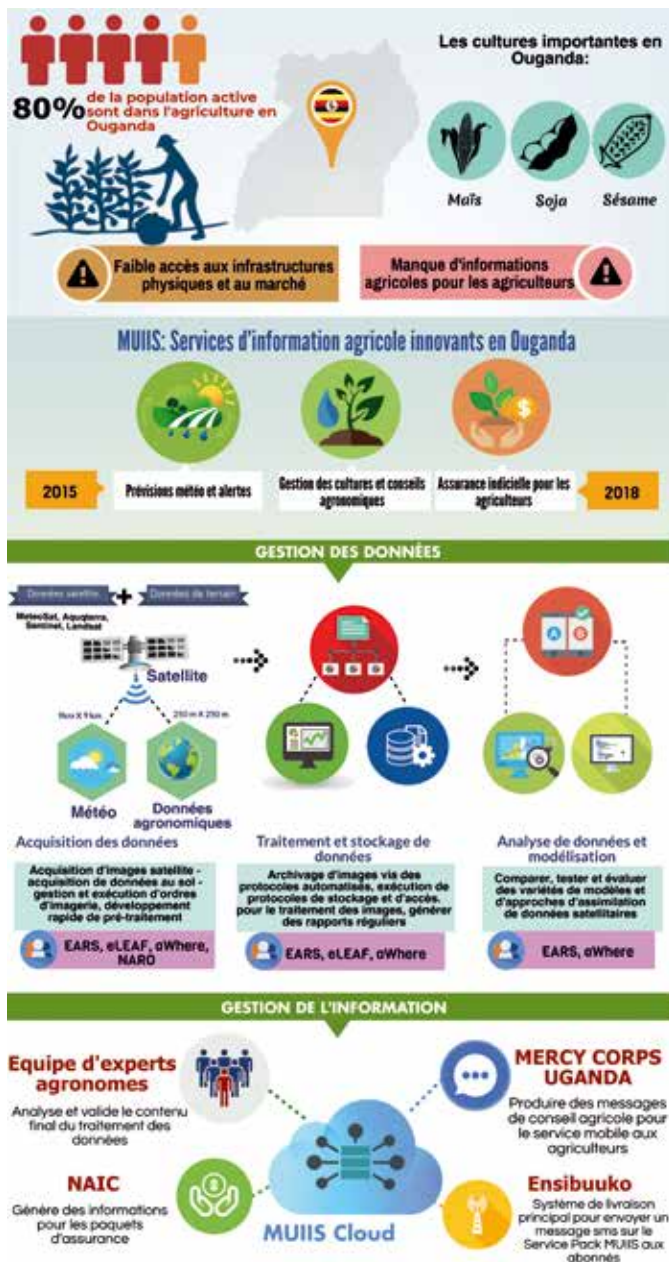 80% de la population active
sont dans l'agriculture en
Ouganda
Les cultures importantes en
Ouganda:
Maïs
Soja
Sésame
Faible accès aux infrastructures
physiques et au marché
Manque d'informations
agricoles pour les agriculteurs
MUIIS: Services d'information agricole innovants en Ouganda
2015
Prévisions météo et alertes
Gestion des cultures et conseils
agronomiques
Assurance indicielle pour les
agriculteurs
2018
GESTION DES DONNÉES
Données satellite + Données de terrain
MeteoSat, Aquaterra,
Sentinel, Landsat
Satellite
250 m X 250 m
Météo
Données
agronomiques
A
B
Acquisition des données
Acquisition d'images satellite -
acquisition de données au sol -
gestion et exécution d'ordres
d'imagerie, développement
rapide de pré-traitement
EARS, eLEAF, aWhere,
NARO
Traitement et stockage de
données
Archivage d'images via des
protocoles automatisés, exécution de
protocoles de stockage et d'accès.
pour le traitement des images, générer
des rapports réguliers
EARS, eLEAF, aWhere
Analyse de données et
modélisation
Comparer, tester et évaluer
des variétés de modèles et
d'approches d'assimilation
de données satellitaires
EARS, aWhere
GESTION DE L'INFORMATION
Equipe d'experts
agronomes
Analyse et valide le contenu
final du traitement des
données
MERCY CORPS
UGANDA
Produire des messages
de conseil agricole pour
le service mobile aux
agriculteurs
NAIC
Génère des informations
pour les paquets
d'assurance
MUIIS Cloud
Ensibuuko
Système de livraison
principal pour envoyer un
message sms sur le
Service Pack MUIIS aux
abonnés